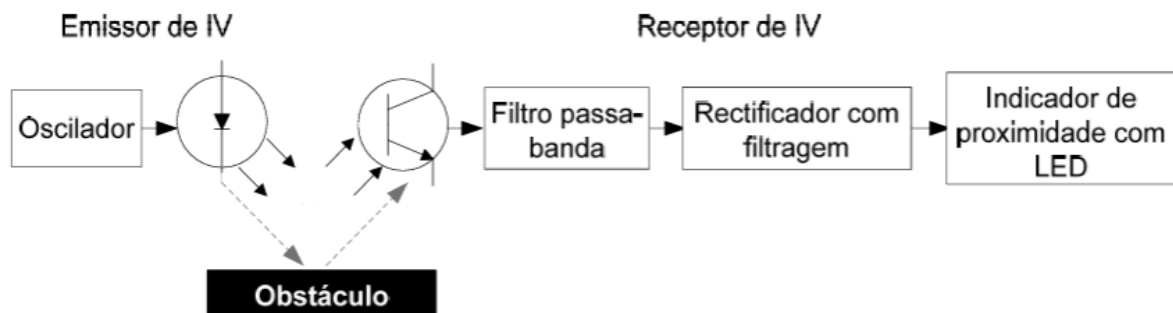 Emissor de IV
Receptor de IV
Oscilador
Filtro passa-
banda
Rectificador com
filtragem
Indicador de
proximidade com
LED
Obstáculo